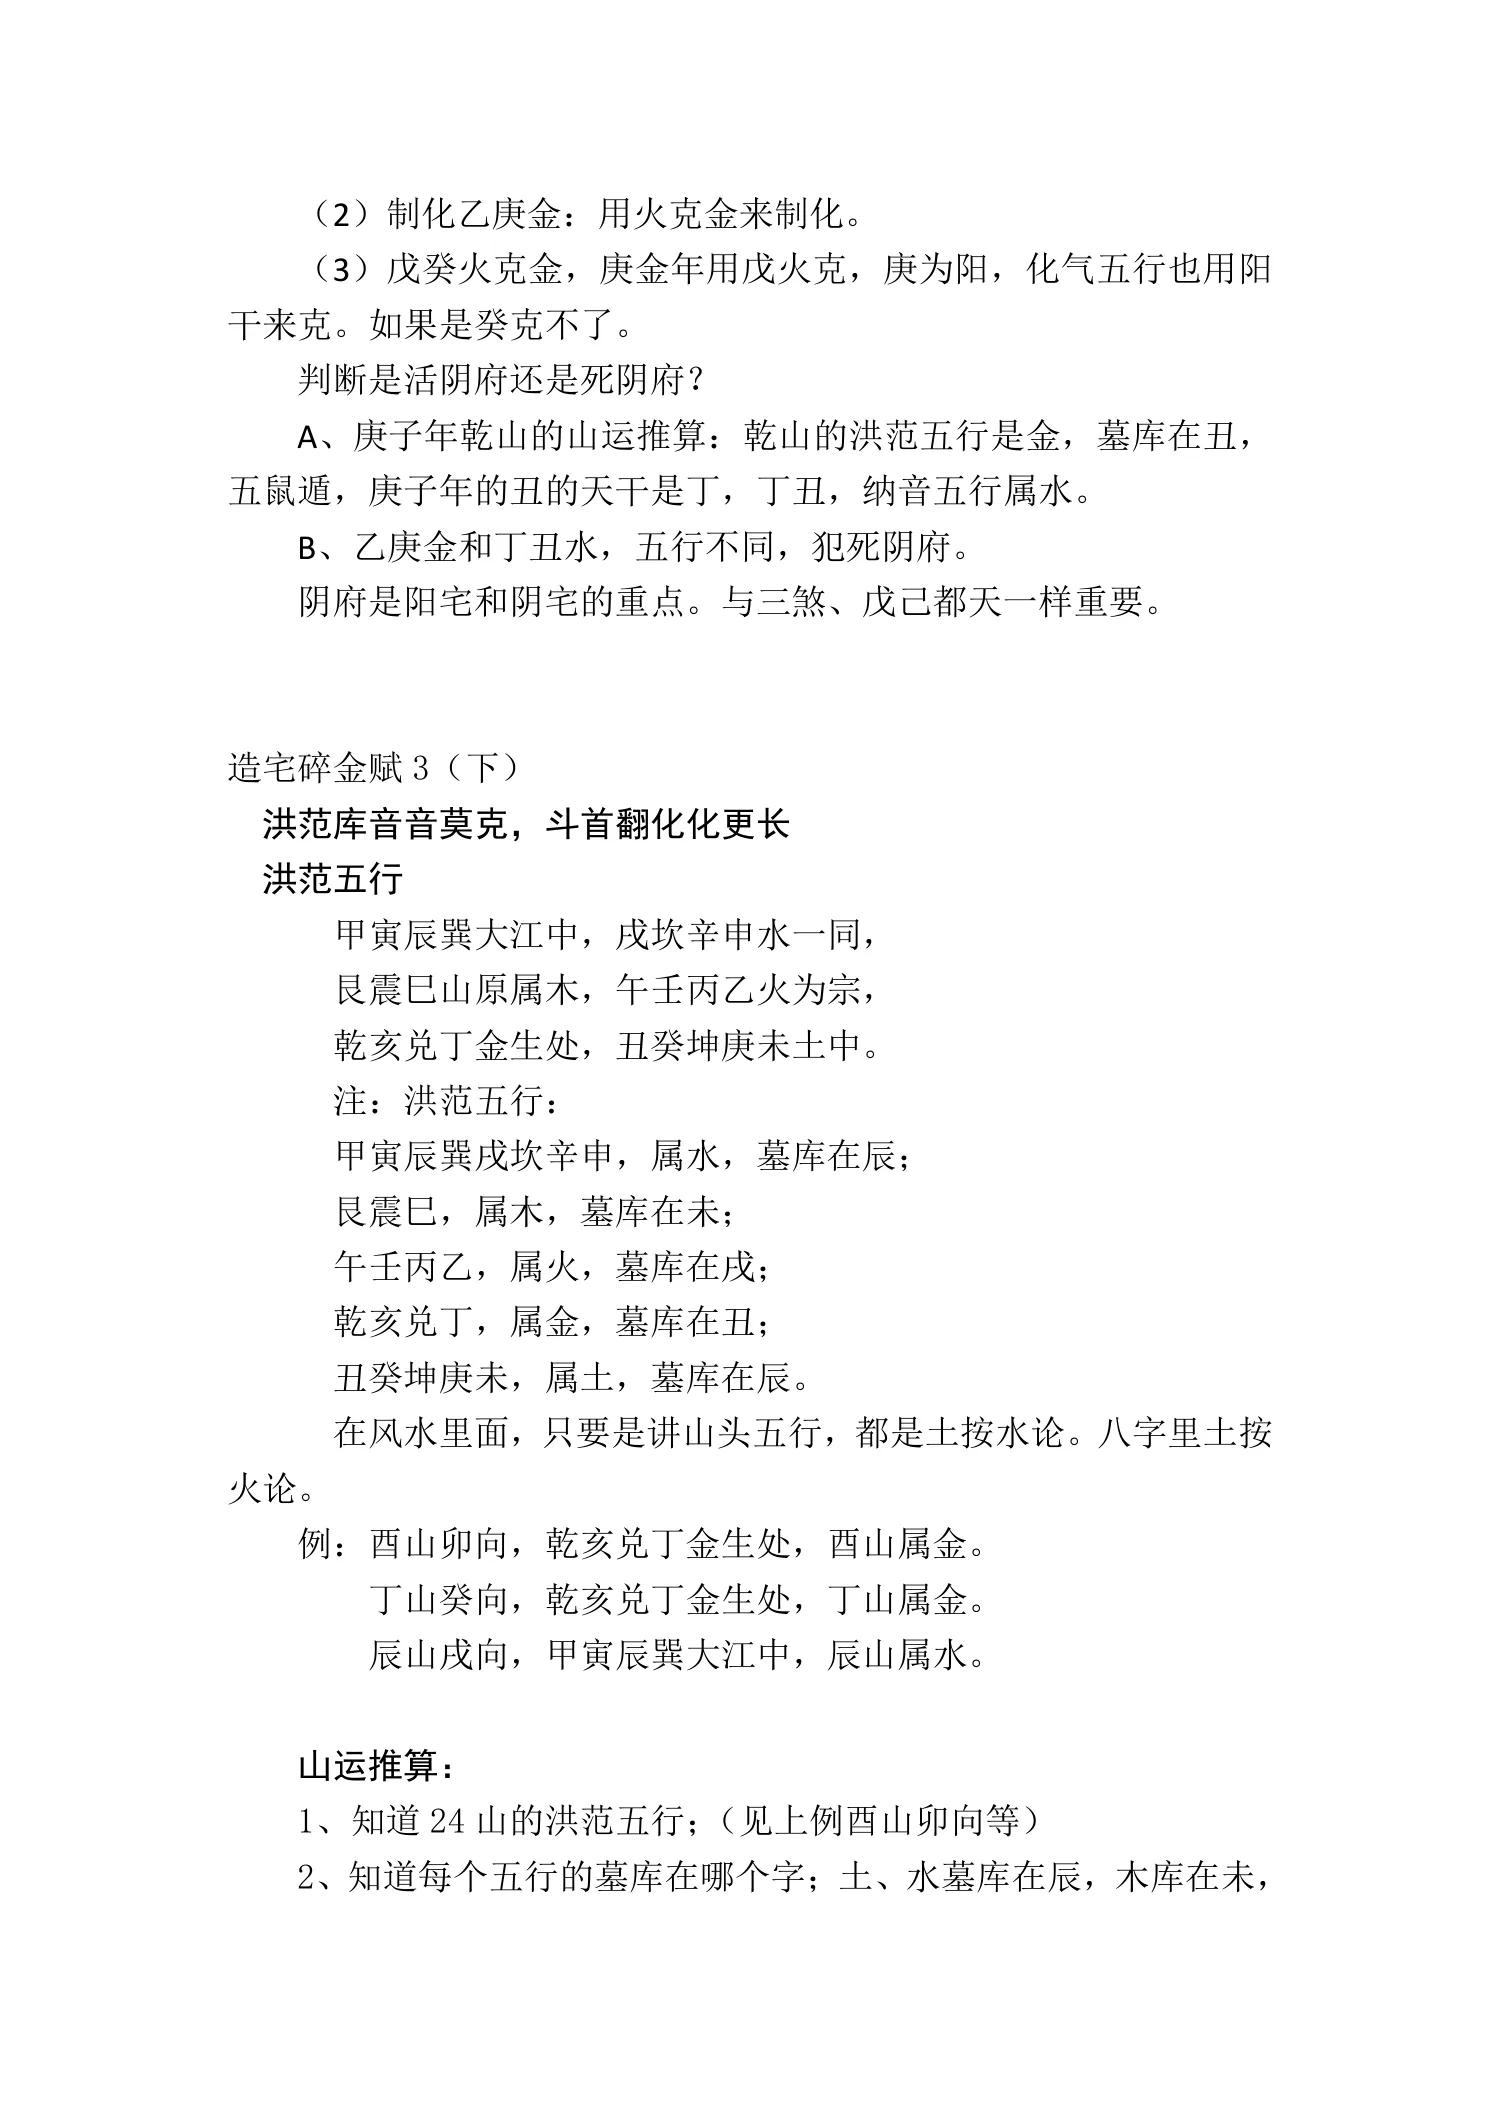 （2）制化乙庚金：用火克金来制化。
（3）戊癸火克金，庚金年用戊火克，庚为阳，化气五行也用阳
干来克。如果是癸克不了。
判断是活阴府还是死阴府？
A、庚子年乾山的山运推算：乾山的洪范五行是金，墓库在丑，
五鼠遁，庚子年的丑的天干是丁，丁丑，纳音五行属水。
B、乙庚金和丁丑水，五行不同，犯死阴府。
阴府是阳宅和阴宅的重点。与三煞、戊己都天一样重要。
造宅碎金赋 3（下）
洪范库音音莫克，斗首翻化化更长
洪范五行
甲寅辰巽大江中，戌坎辛申水一同，
艮震巳山原属木，午壬丙乙火为宗，
乾亥兑丁金生处，丑癸坤庚未土中。
注：洪范五行：
甲寅辰巽戌坎辛申，属水，墓库在辰；
艮震巳，属木，墓库在未；
午壬丙乙，属火，墓库在戌；
乾亥兑丁，属金，墓库在丑；
丑癸坤庚未，属土，墓库在辰。
在风水里面，只要是讲山头五行，都是土按水论。八字里土按
火论。
例：酉山卯向，乾亥兑丁金生处，酉山属金。
丁山癸向，乾亥兑丁金生处，丁山属金。
辰山戌向，甲寅辰巽大江中，辰山属水。
山运推算：
1、知道 24 山的洪范五行；（见上例酉山卯向等）
2、知道每个五行的墓库在哪个字；土、水墓库在辰，木库在未，